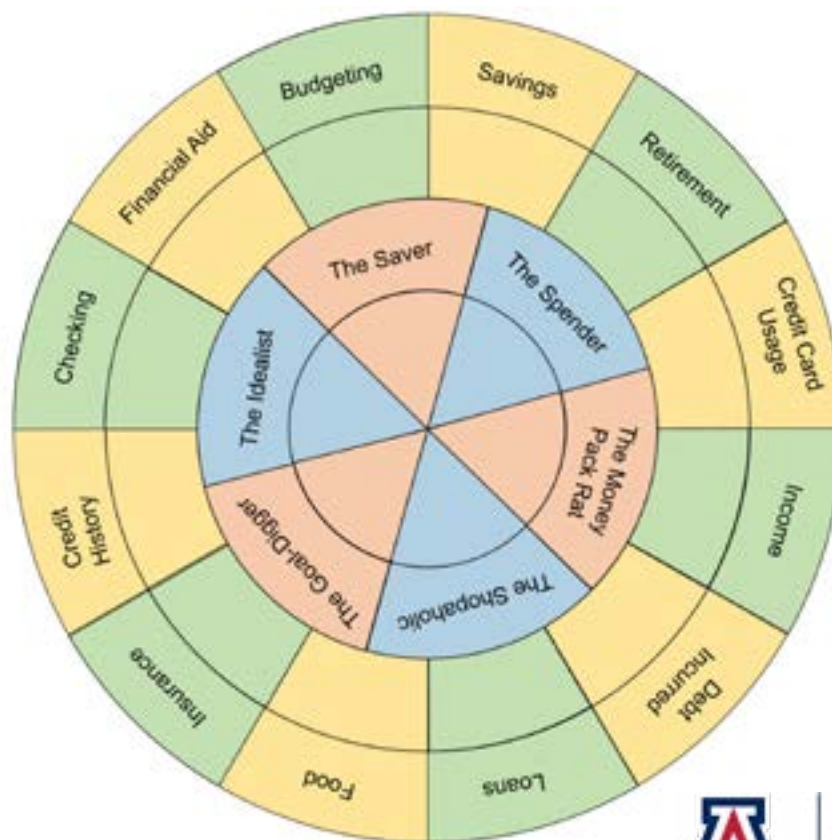 Budgeting
Savings
Retirement
Credit Card
Usage
Income
Debt
Incurred
Loans
Food
Insurance
Credit
History
Checking
Financial Aid
The Saver
The Spender
The Money
Pack Rat
The Shopaholic
The Goal-Digger
The Idealist
A